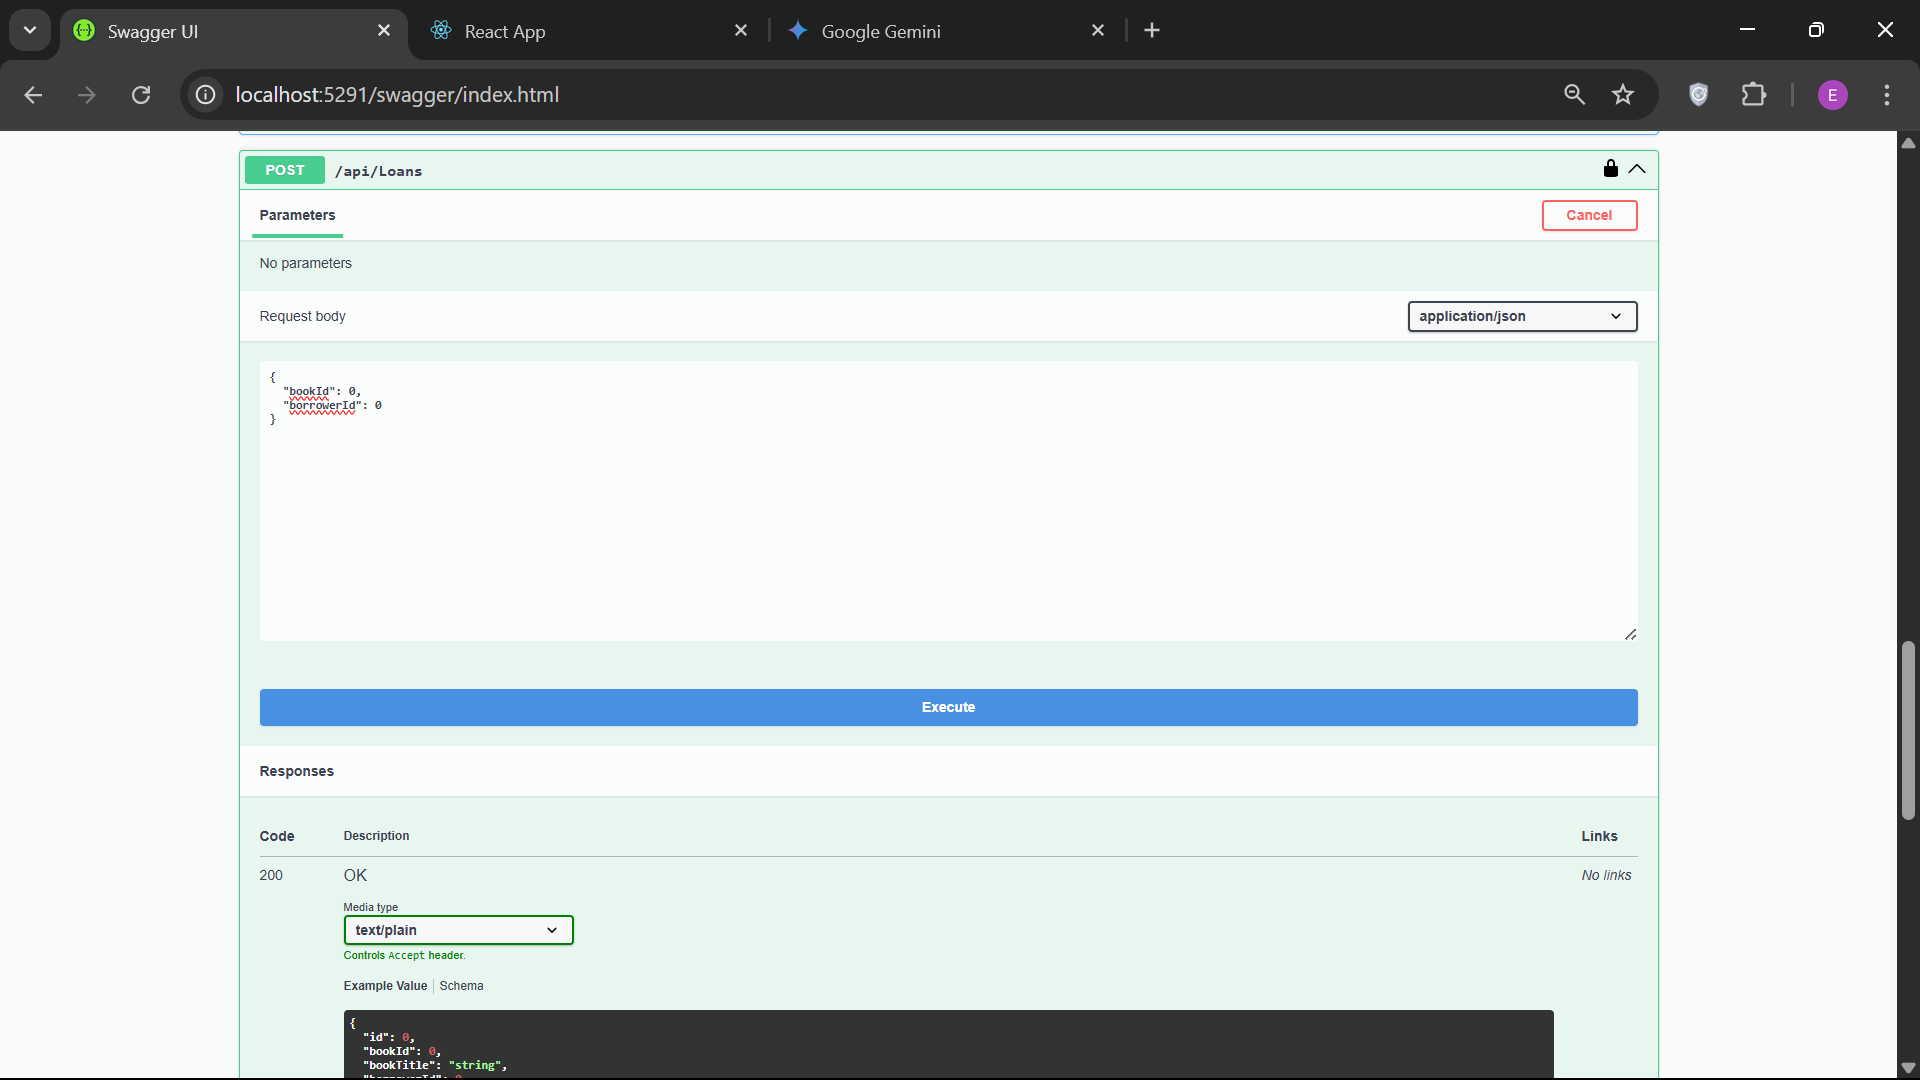 Swagger UI
React App
Google Gemini
localhost:5291/swagger/index.html
E
POST /api/Loans
Parameters
Cancel
No parameters
Request body
application/json
{
"bookId": 0,
"borrowerId": 0
}
Execute
Responses
Code Description Links
200 OK No links
Media type
text/plain
Controls Accept header.
Example Value Schema
{
"id": 0,
"bookId": 0,
"bookTitle": "string",